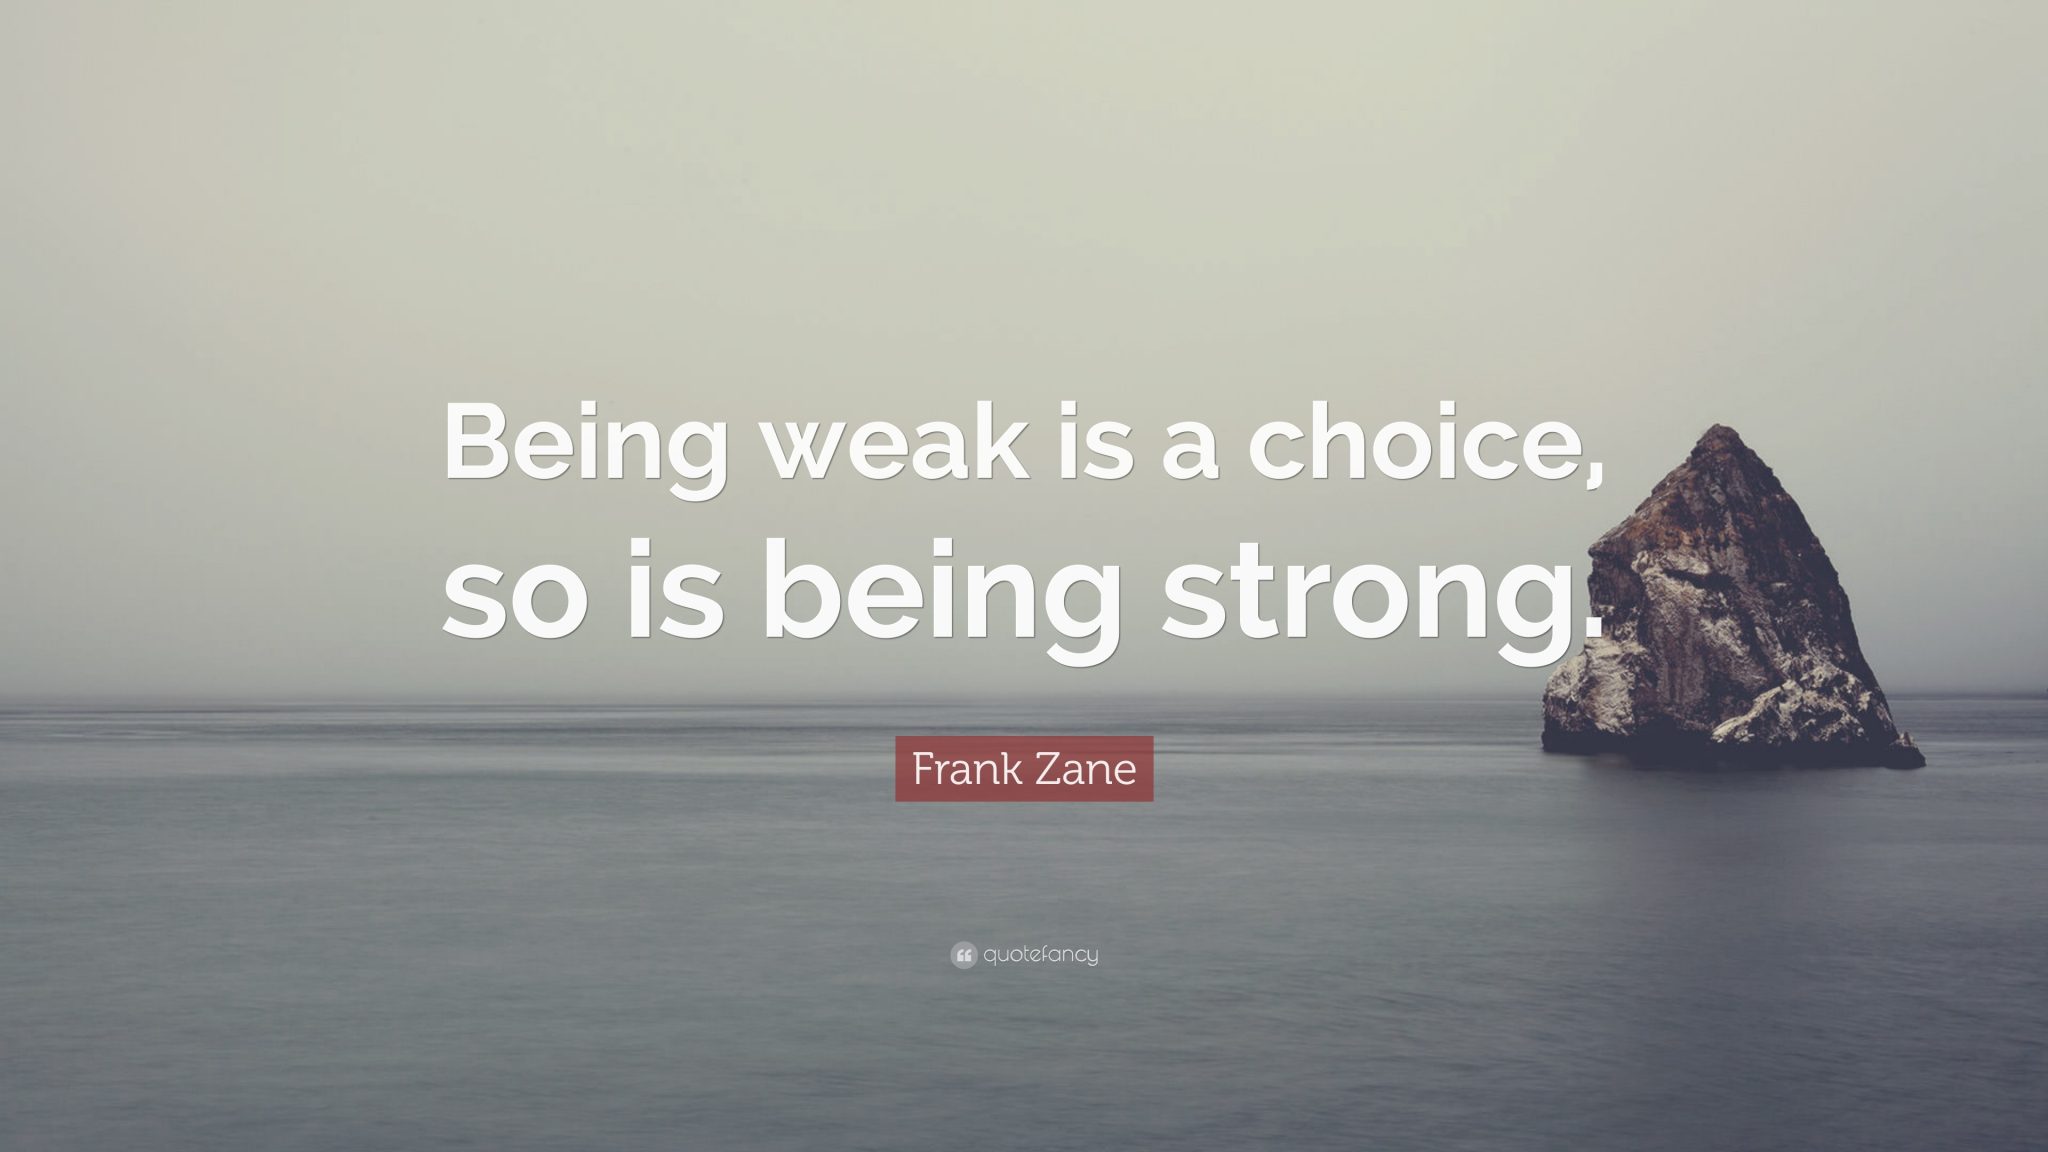 Being weak is a choice,
so is being strong.
Frank Zane
quotefancy